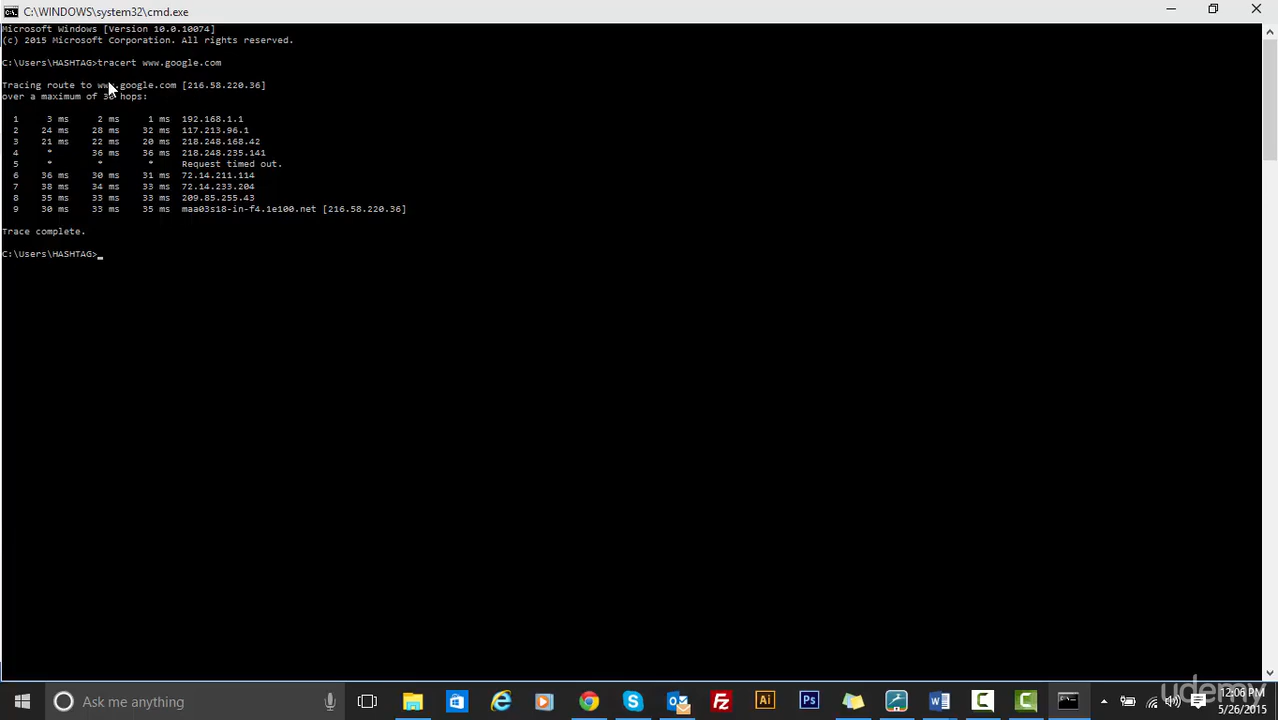 C:\WINDOWS\system32\cmd.exe
Microsoft Windows [Version 10.0.10074]
(c) 2015 Microsoft Corporation. All rights reserved.
C:\Users\HASHTAG>tracert www.google.com
Tracing route to www.google.com [216.58.220.36]
over a maximum of 30 hops:
1 3 ms 2 ms 1 ms 192.168.1.1
2 24 ms 28 ms 32 ms 117.213.96.1
3 21 ms 22 ms 20 ms 218.248.168.42
4 * 36 ms 36 ms 218.248.235.141
5 * * * Request timed out.
6 36 ms 30 ms 31 ms 72.14.211.114
7 38 ms 34 ms 33 ms 72.14.233.204
8 35 ms 33 ms 33 ms 209.85.255.43
9 30 ms 33 ms 35 ms maa03s18-in-f4.1e100.net [216.58.220.36]
Trace complete.
C:\Users\HASHTAG>_
Ask me anything
Fz
Ai
Ps
udemy
12:06 PM
5/26/2015